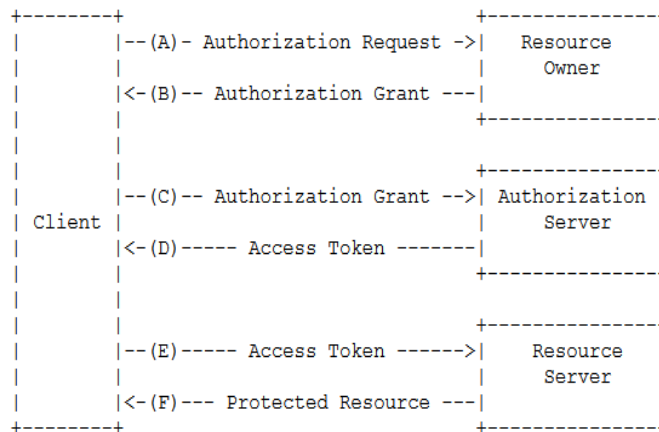 +--------+                               +---------------
|        |--(A)- Authorization Request ->|   Resource
|        |                               |     Owner
|        |<-(B)-- Authorization Grant ---|
|        |                               +---------------
|        |
|        |                               +---------------
|        |--(C)-- Authorization Grant -->| Authorization
| Client |                               |     Server
|        |<-(D)----- Access Token -------|
|        |                               +---------------
|        |
|        |                               +---------------
|        |--(E)----- Access Token ------>|    Resource
|        |                               |     Server
|        |<-(F)--- Protected Resource ---|
+--------+                               +---------------